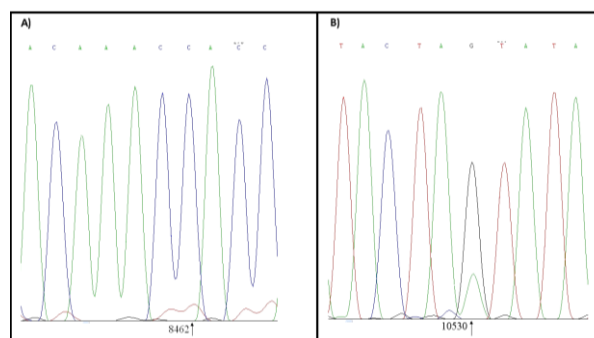 A)
A C A A A C C A "C" C
8462
B)
T A C T A G "T" A T A
10530